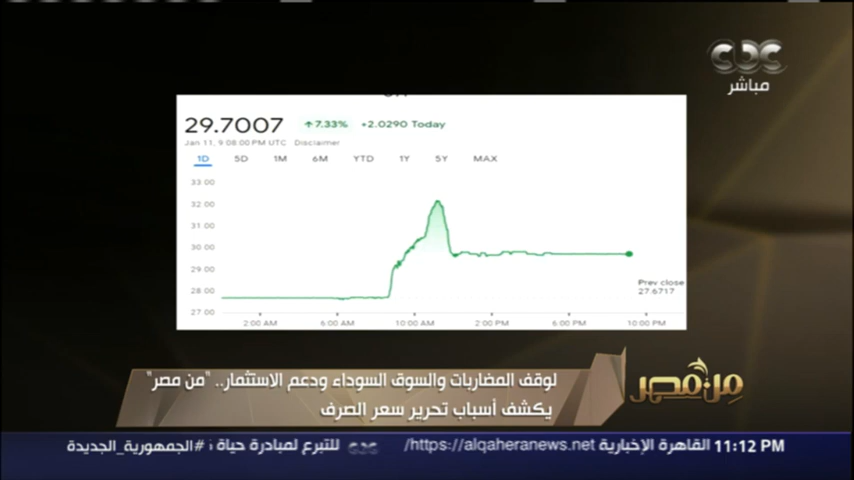 cbc
مباشر
29.7007 ↑7.33% +2.0290 Today
Jan 11, 9:08:00 PM UTC Disclaimer
1D 5D 1M 6M YTD 1Y 5Y MAX
33.00
32.00
31.00
30.00
29.00
28.00
27.00
Prev close
27.6717
2:00 AM 6:00 AM 10:00 AM 2:00 PM 6:00 PM 10:00 PM
لوقف المضاربات والسوق السوداء ودعم الاستثمار.. "من مصر"
يكشف أسباب تحرير سعر الصرف
من مصر
11:12 PM القاهرة الإخبارية https://alqaheranews.net/ cbc للتبرع لمبادرة حياة #الجمهورية_الجديدة